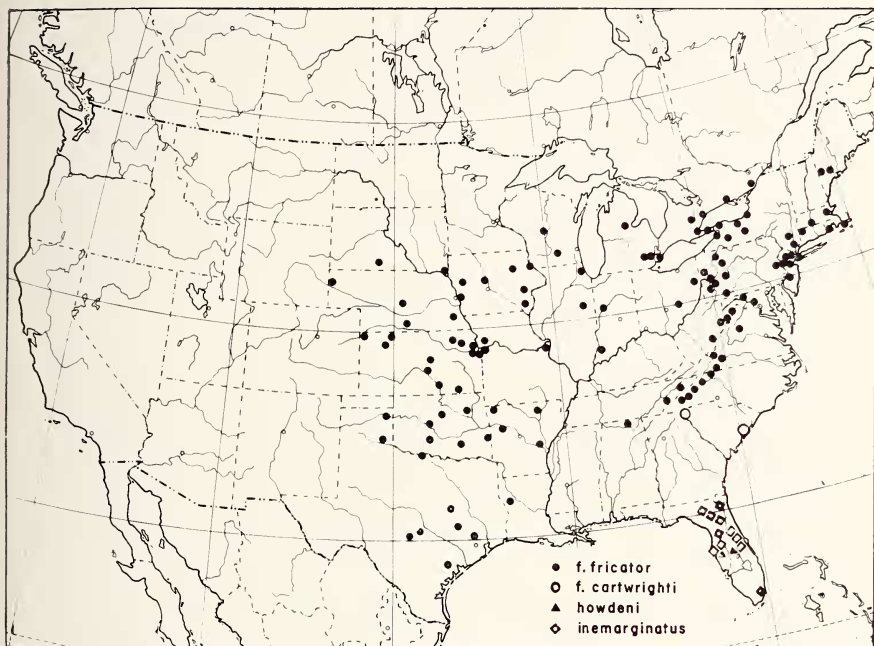 f. fricator
f. cartwrighti
howdeni
inemarginatus